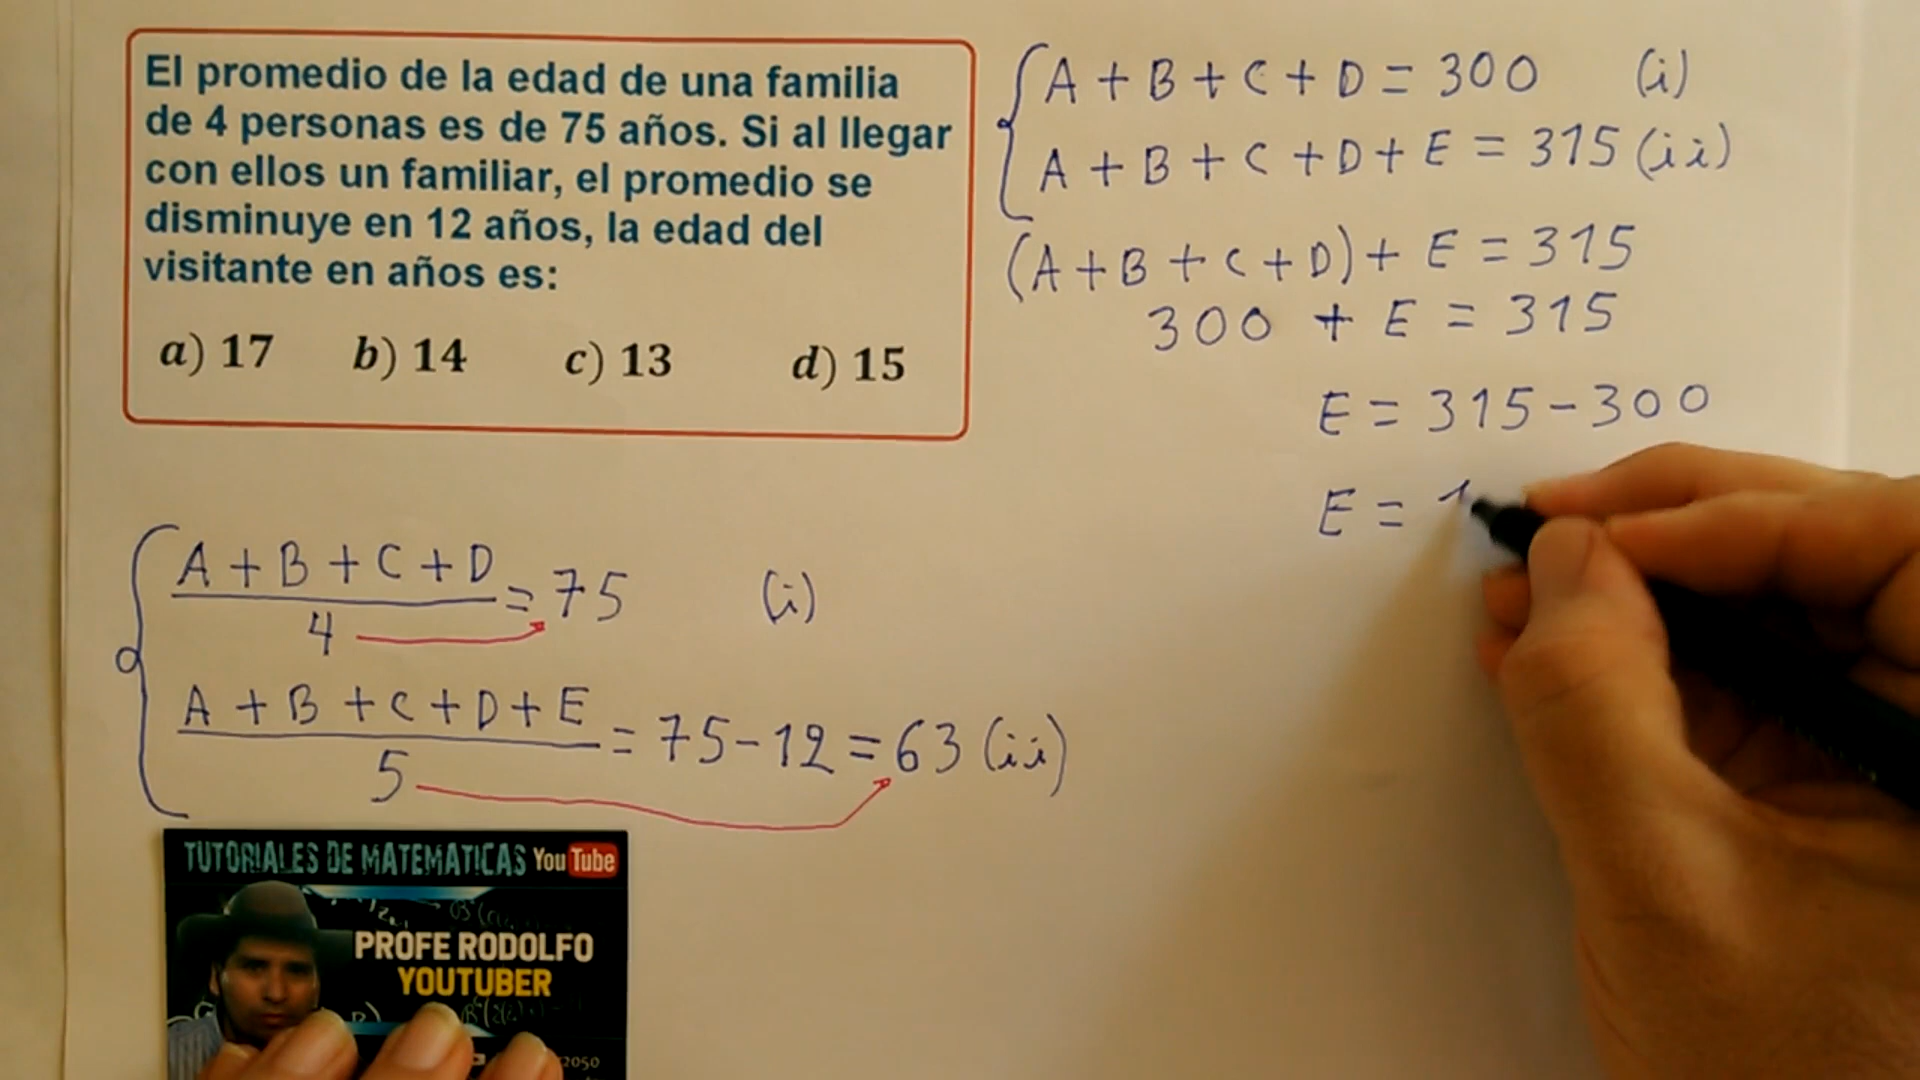 El promedio de la edad de una familia
de 4 personas es de 75 años. Si al llegar
con ellos un familiar, el promedio se
disminuye en 12 años, la edad del
visitante en años es:
a) 17 b) 14 c) 13 d) 15
A + B + C + D = 75 (i)
4
A + B + C + D + E = 75 - 12 = 63 (ii)
5
A + B + C + D = 300 (i)
A + B + C + D + E = 315 (ii)
(A + B + C + D) + E = 315
300 + E = 315
E = 315 - 300
E = 1
TUTORIALES DE MATEMATICAS YouTube
PROFE RODOLFO
YOUTUBER
2050